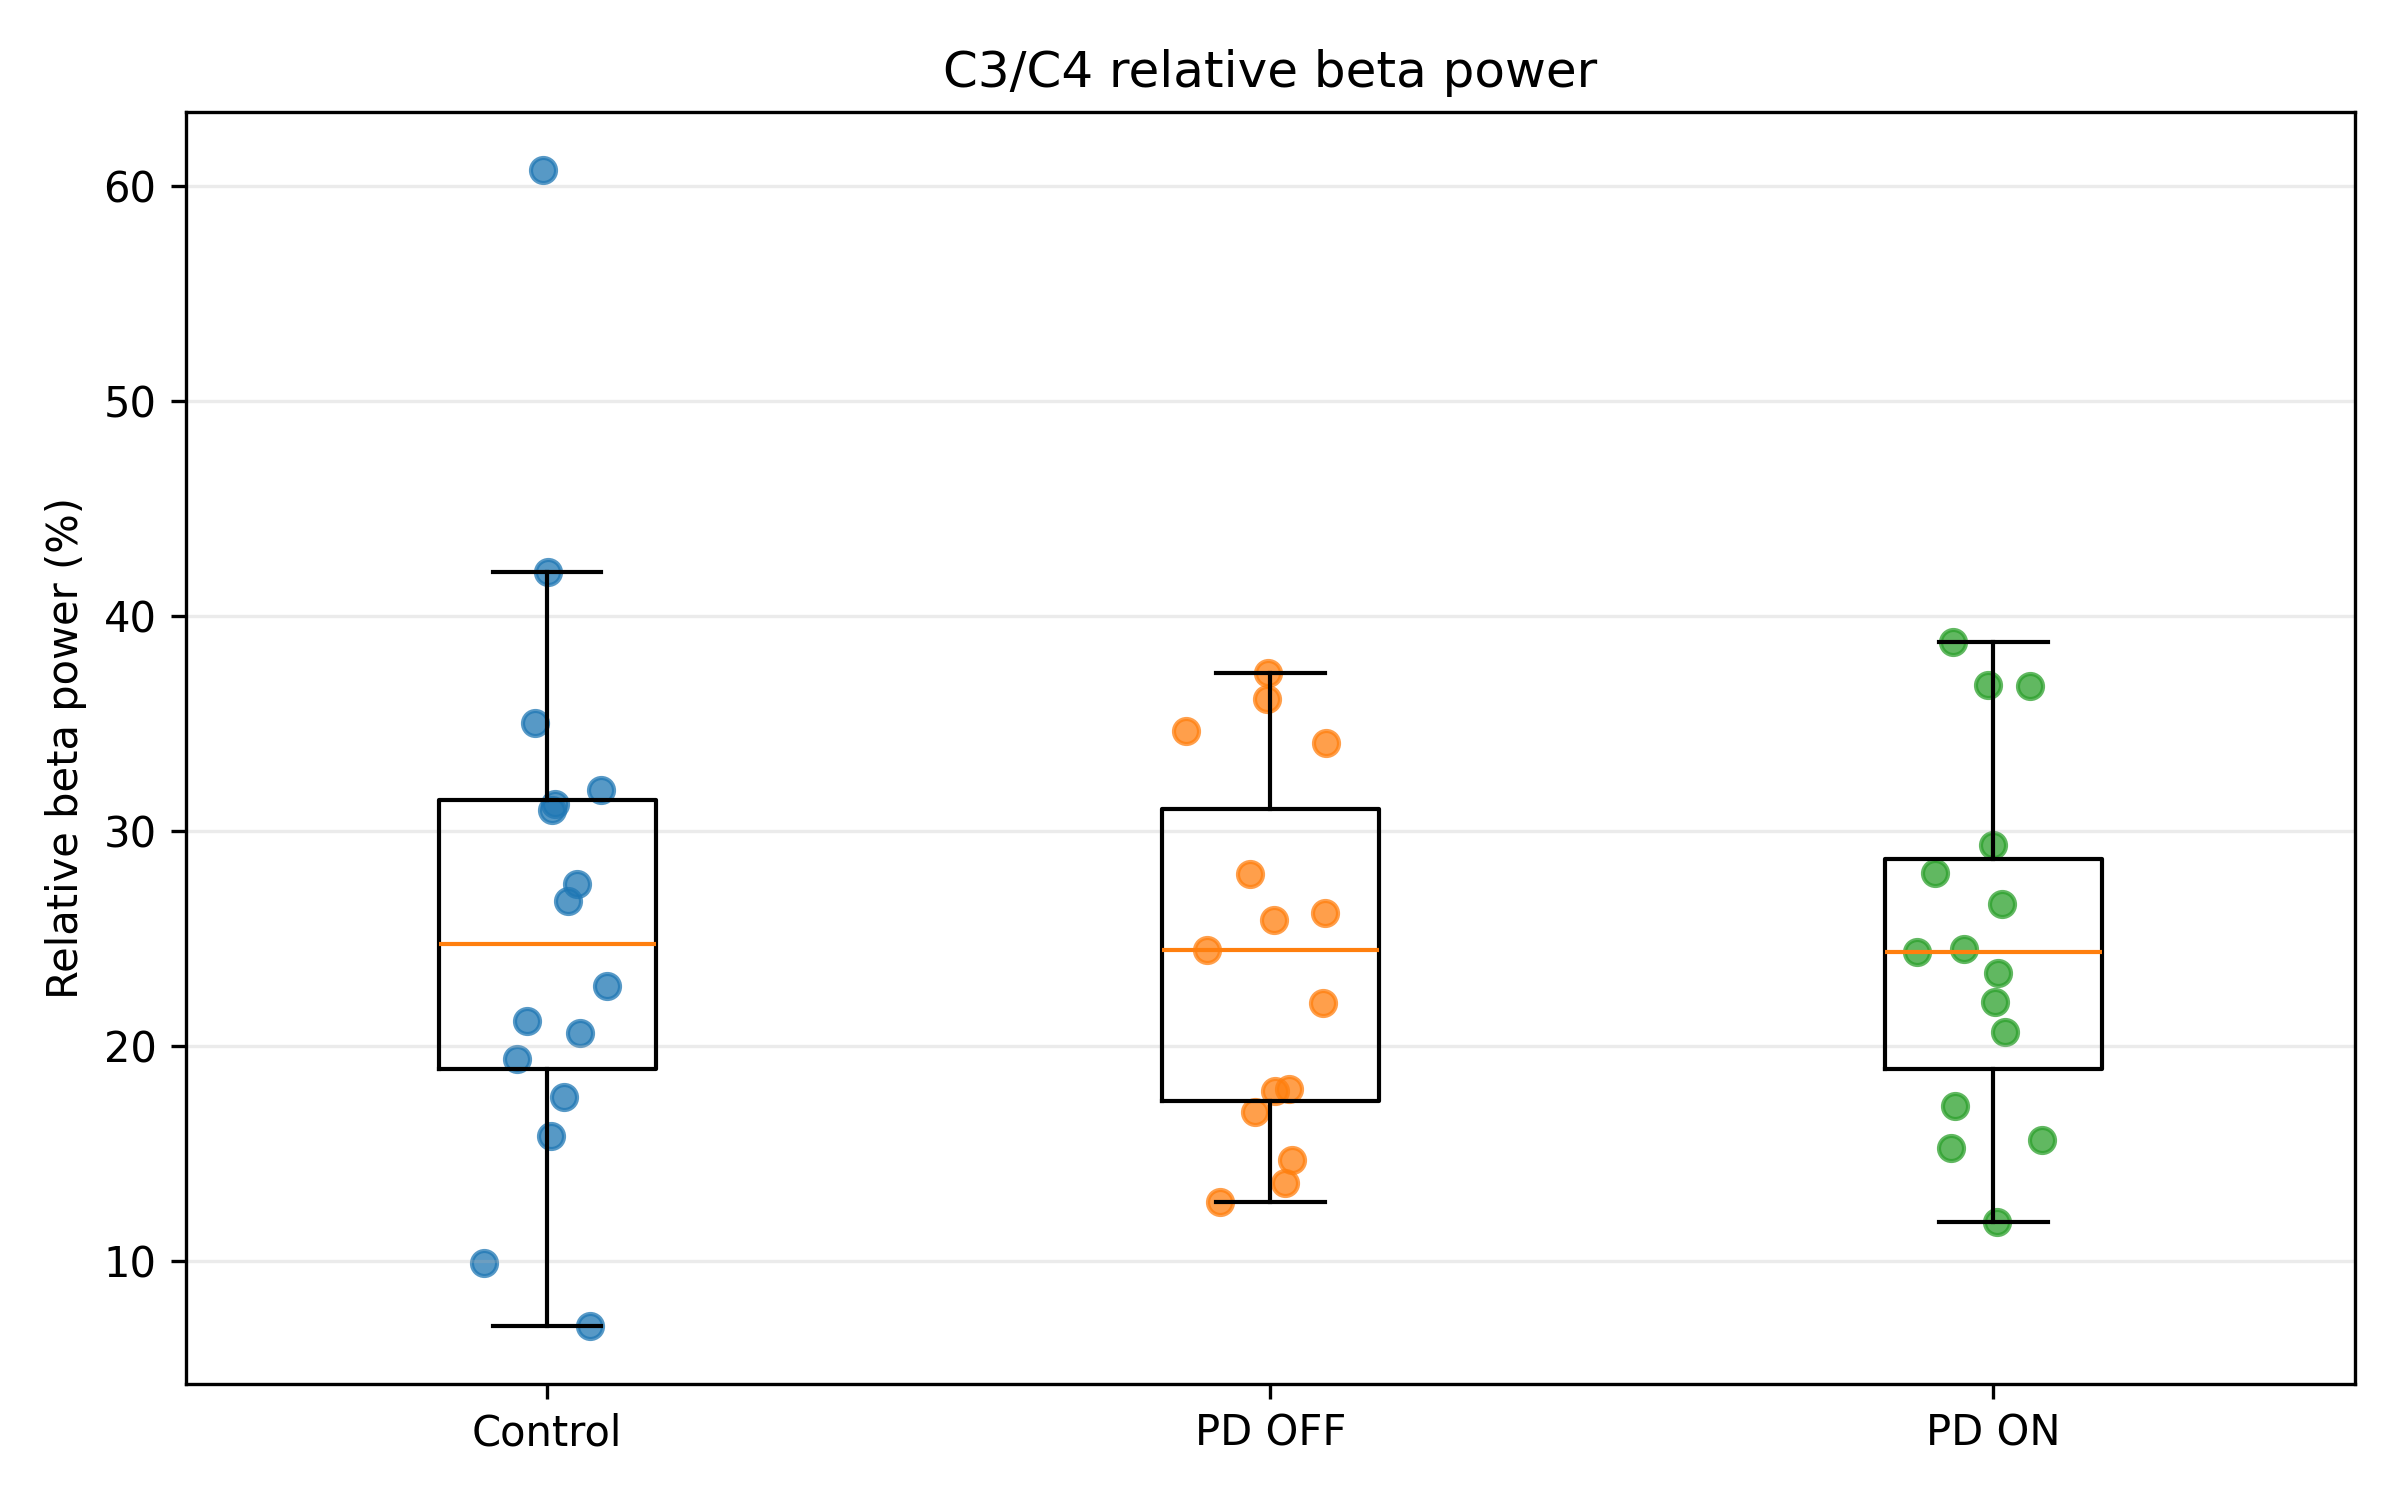 C3/C4 relative beta power
Relative beta power (%)
60
50
40
30
20
10
Control
PD OFF
PD ON